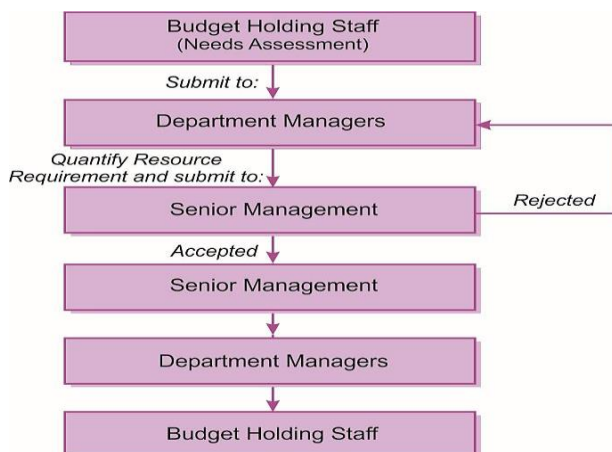 Budget Holding Staff
(Needs Assessment)
Submit to:
Department Managers
Quantify Resource
Requirement and submit to:
Senior Management
Rejected
Accepted
Senior Management
Department Managers
Budget Holding Staff